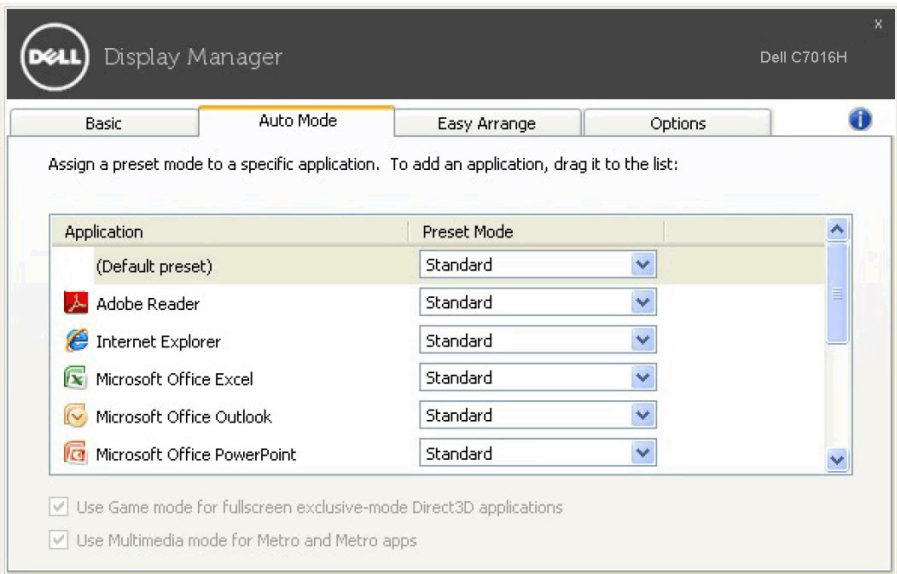 x
DELL Display Manager Dell C7016H
Basic Auto Mode Easy Arrange Options i
Assign a preset mode to a specific application. To add an application, drag it to the list:
Application Preset Mode
(Default preset) Standard
Adobe Reader Standard
Internet Explorer Standard
Microsoft Office Excel Standard
Microsoft Office Outlook Standard
Microsoft Office PowerPoint Standard
Use Game mode for fullscreen exclusive-mode Direct3D applications
Use Multimedia mode for Metro and Metro apps